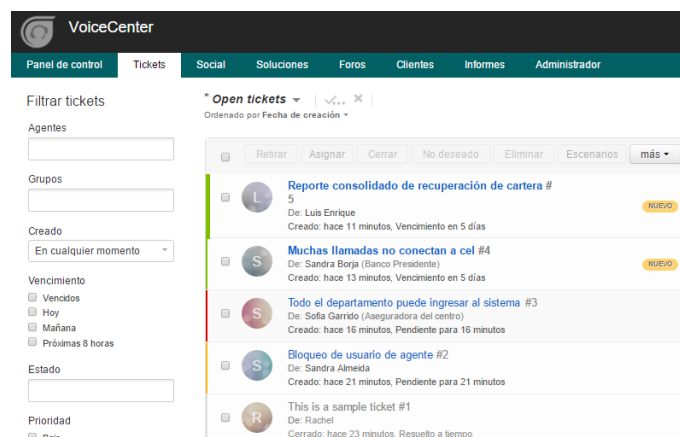 VoiceCenter
Panel de control Tickets Social Soluciones Foros Clientes Informes Administrador
Filtrar tickets
Agentes
Grupos
Creado
En cualquier momento
Vencimiento
Vencidos
Hoy
Mañana
Próximas 8 horas
Estado
Prioridad
Baja
* Open tickets
Ordenado por Fecha de creación
Retirar Asignar Cerrar No deseado Eliminar Escenarios más
L
Reporte consolidado de recuperación de cartera #
5
De: Luis Enrique
Creado: hace 11 minutos, Vencimiento en 5 días
NUEVO
S
Muchas llamadas no conectan a cel #4
De: Sandra Borja (Banco Presidente)
Creado: hace 13 minutos, Vencimiento en 5 días
NUEVO
S
Todo el departamento puede ingresar al sistema #3
De: Sofia Garrido (Aseguradora del centro)
Creado: hace 16 minutos, Pendiente para 16 minutos
S
Bloqueo de usuario de agente #2
De: Sandra Almeida
Creado: hace 21 minutos, Pendiente para 21 minutos
R
This is a sample ticket #1
De: Rachel
Cerrado: hace 23 minutos, Resuelto a tiempo